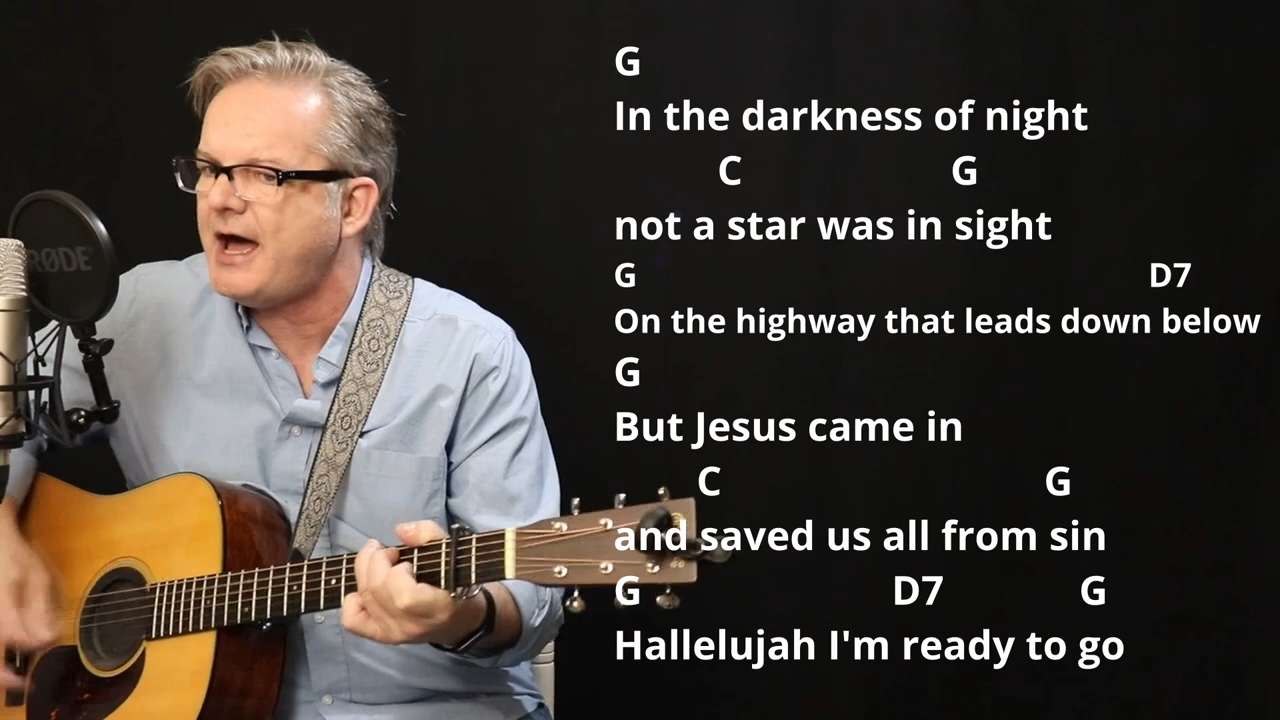 G
In the darkness of night
C G
not a star was in sight
G D7
On the highway that leads down below
G
But Jesus came in
C G
and saved us all from sin
G D7 G
Hallelujah I'm ready to go
RØDE